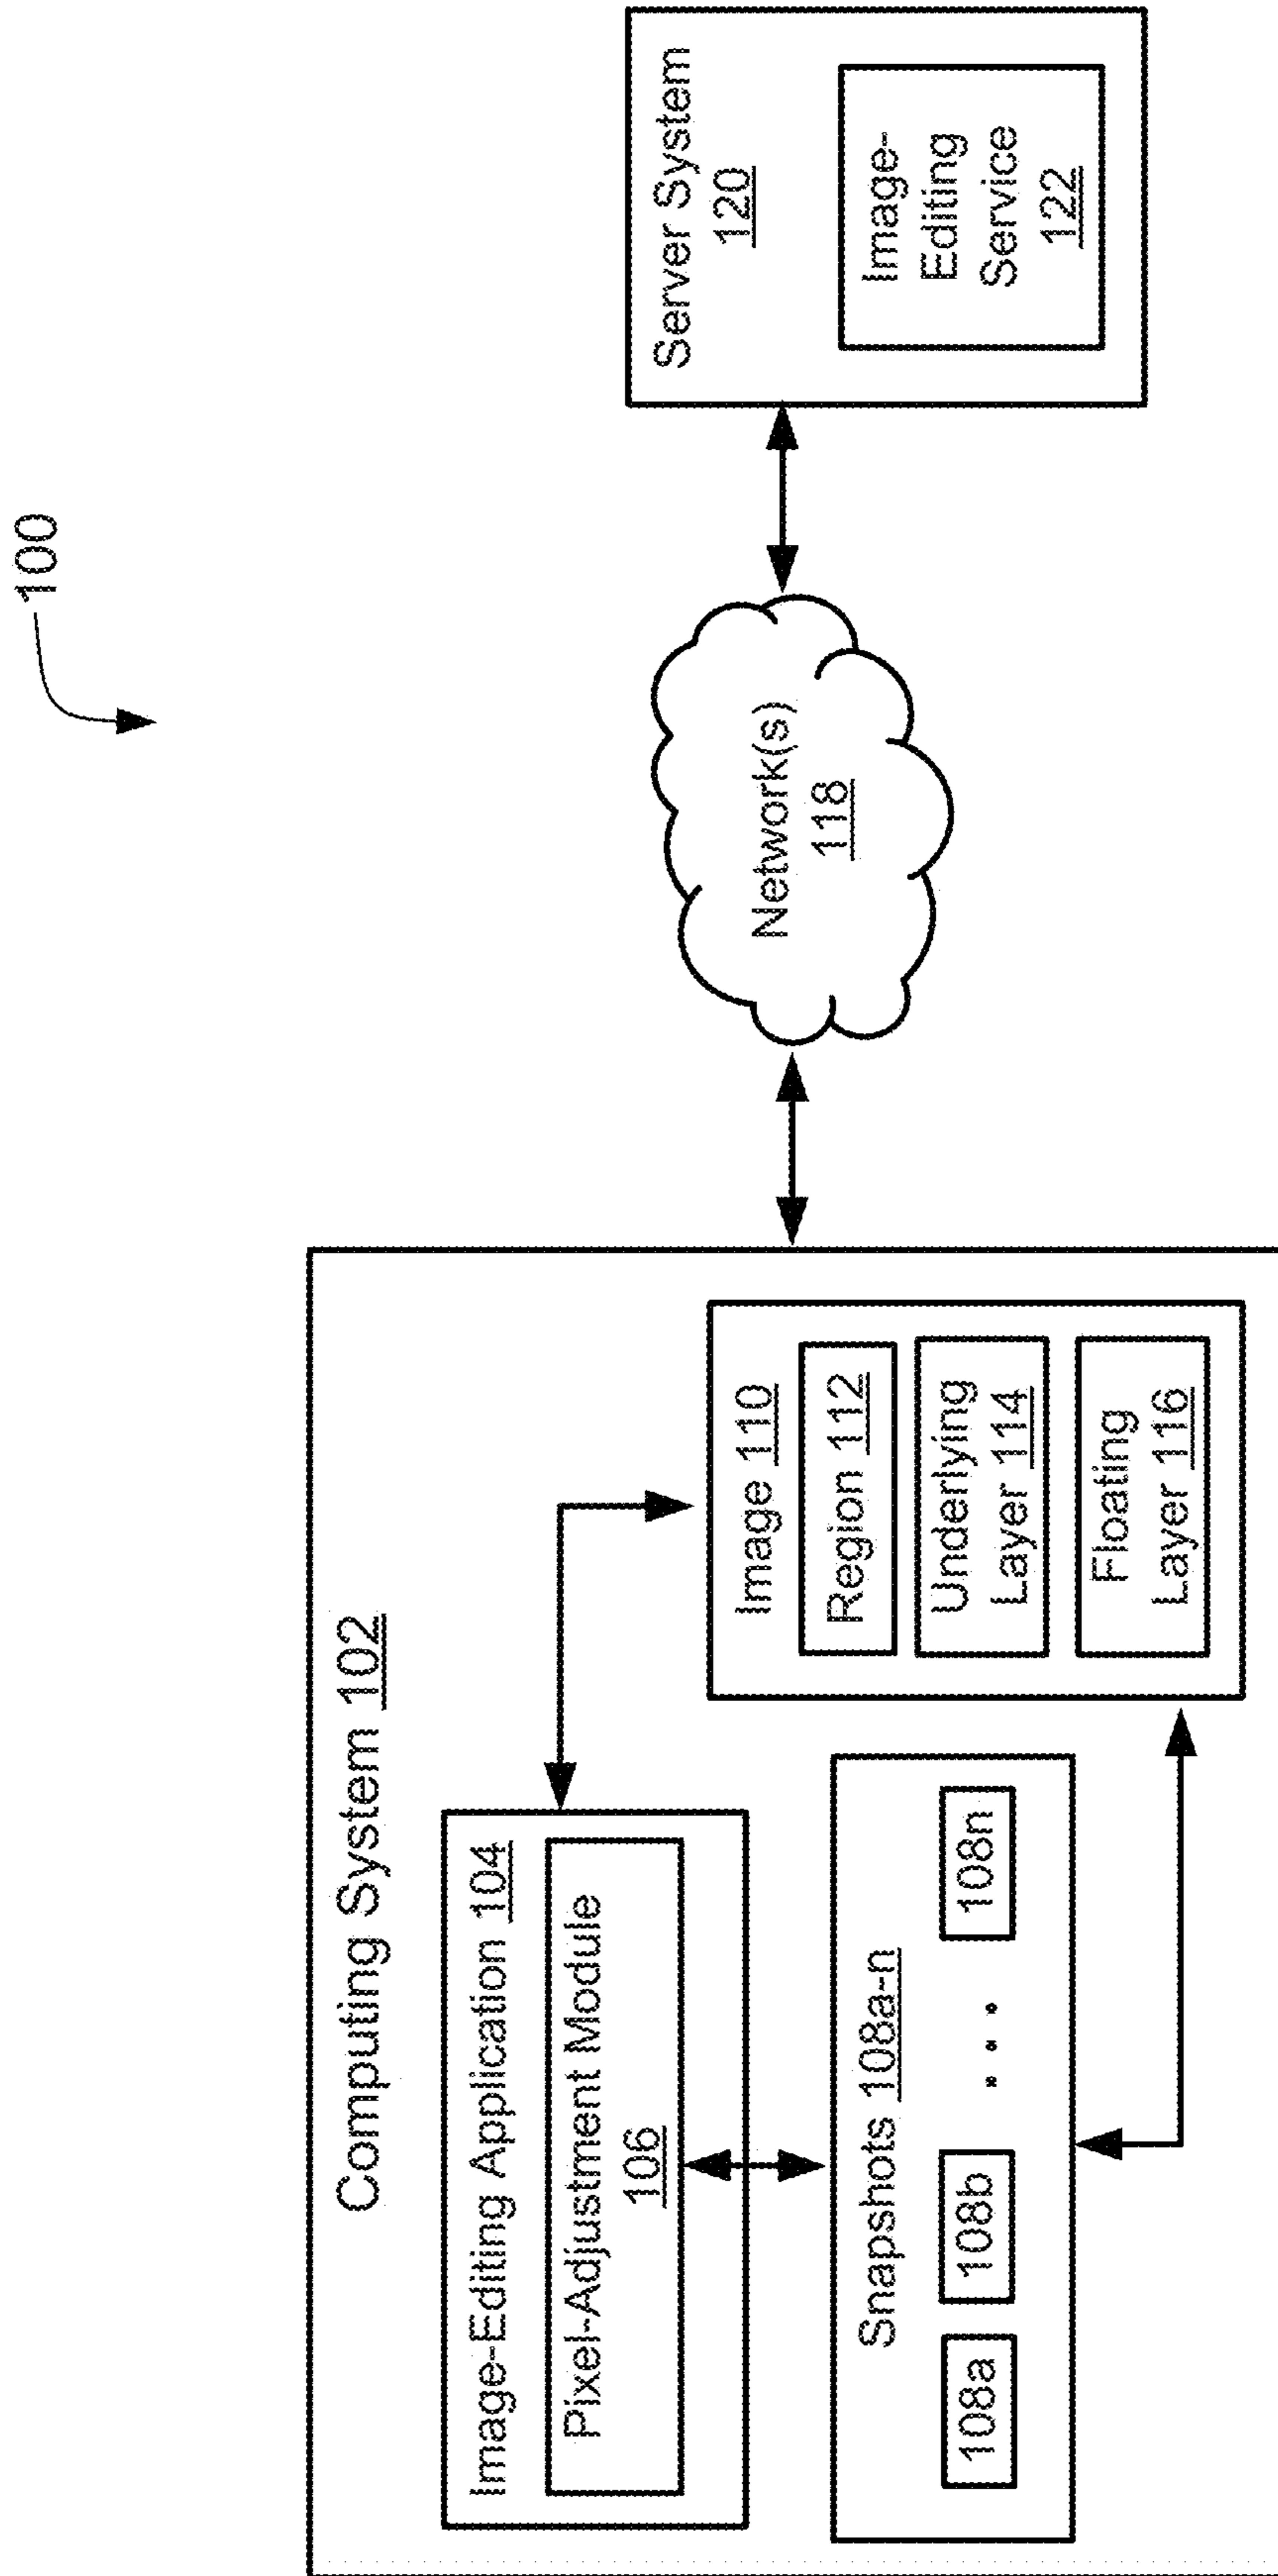 100
Computing System 102
Image-Editing Application 104
Pixel-Adjustment Module
106
Snapshots 108a-n
108a
108b
108n
Image 110
Region 112
Underlying
Layer 114
Floating
Layer 116
Network(s)
118
Server System
120
Image-
Editing
Service
122